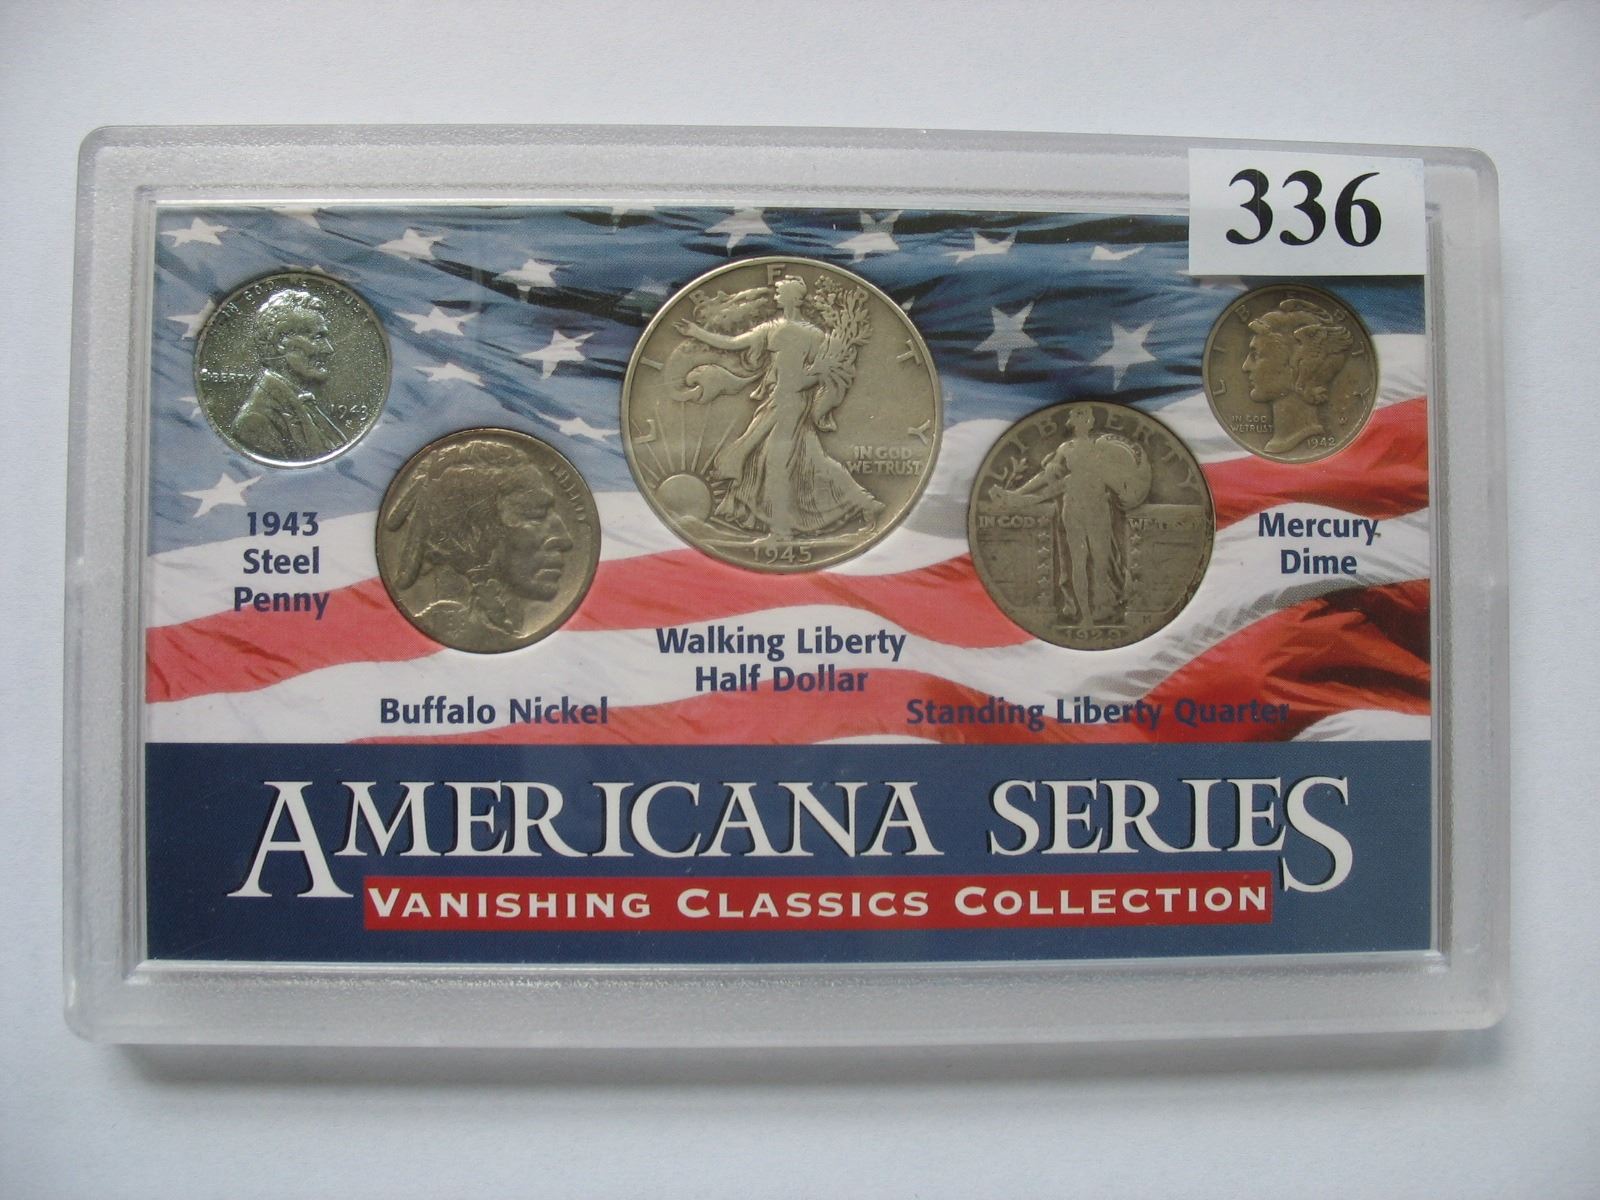 336
IN GOD WE TRUST
LIBERTY
1943
LIBERTY
IN GOD
WE TRUST
1945
LIBERTY
IN GOD WE TRUST
1929
M
LIBERTY
IN GOD
WE TRUST
1942
1943
Steel
Penny
Buffalo Nickel
Walking Liberty
Half Dollar
Standing Liberty Quarter
Mercury
Dime
AMERICANA SERIES
VANISHING CLASSICS COLLECTION